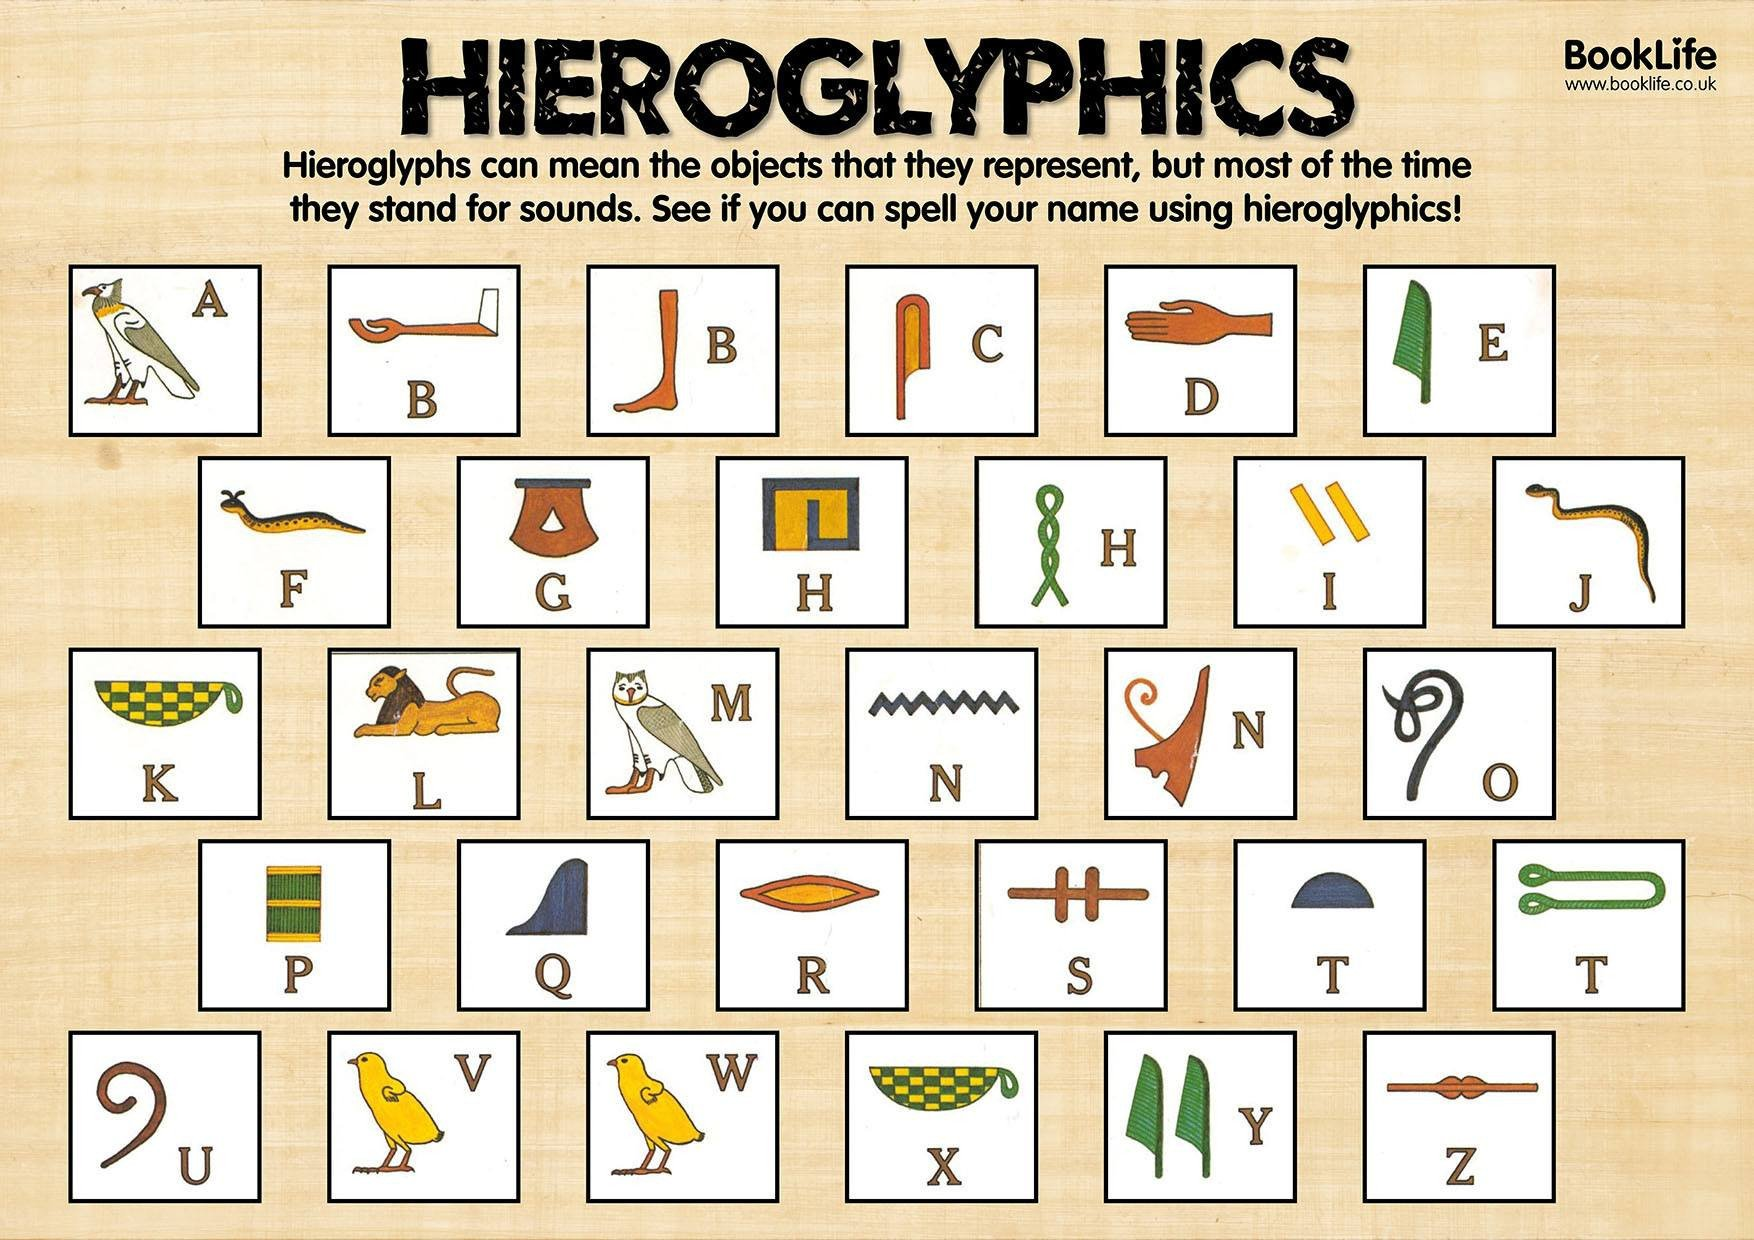 HIEROGLYPHICS
BookLife
www.booklife.co.uk
Hieroglyphs can mean the objects that they represent, but most of the time
they stand for sounds. See if you can spell your name using hieroglyphics!
A
B
B
C
D
E
F
G
H
H
I
J
K
L
M
N
N
O
P
Q
R
S
T
T
U
V
W
X
Y
Z